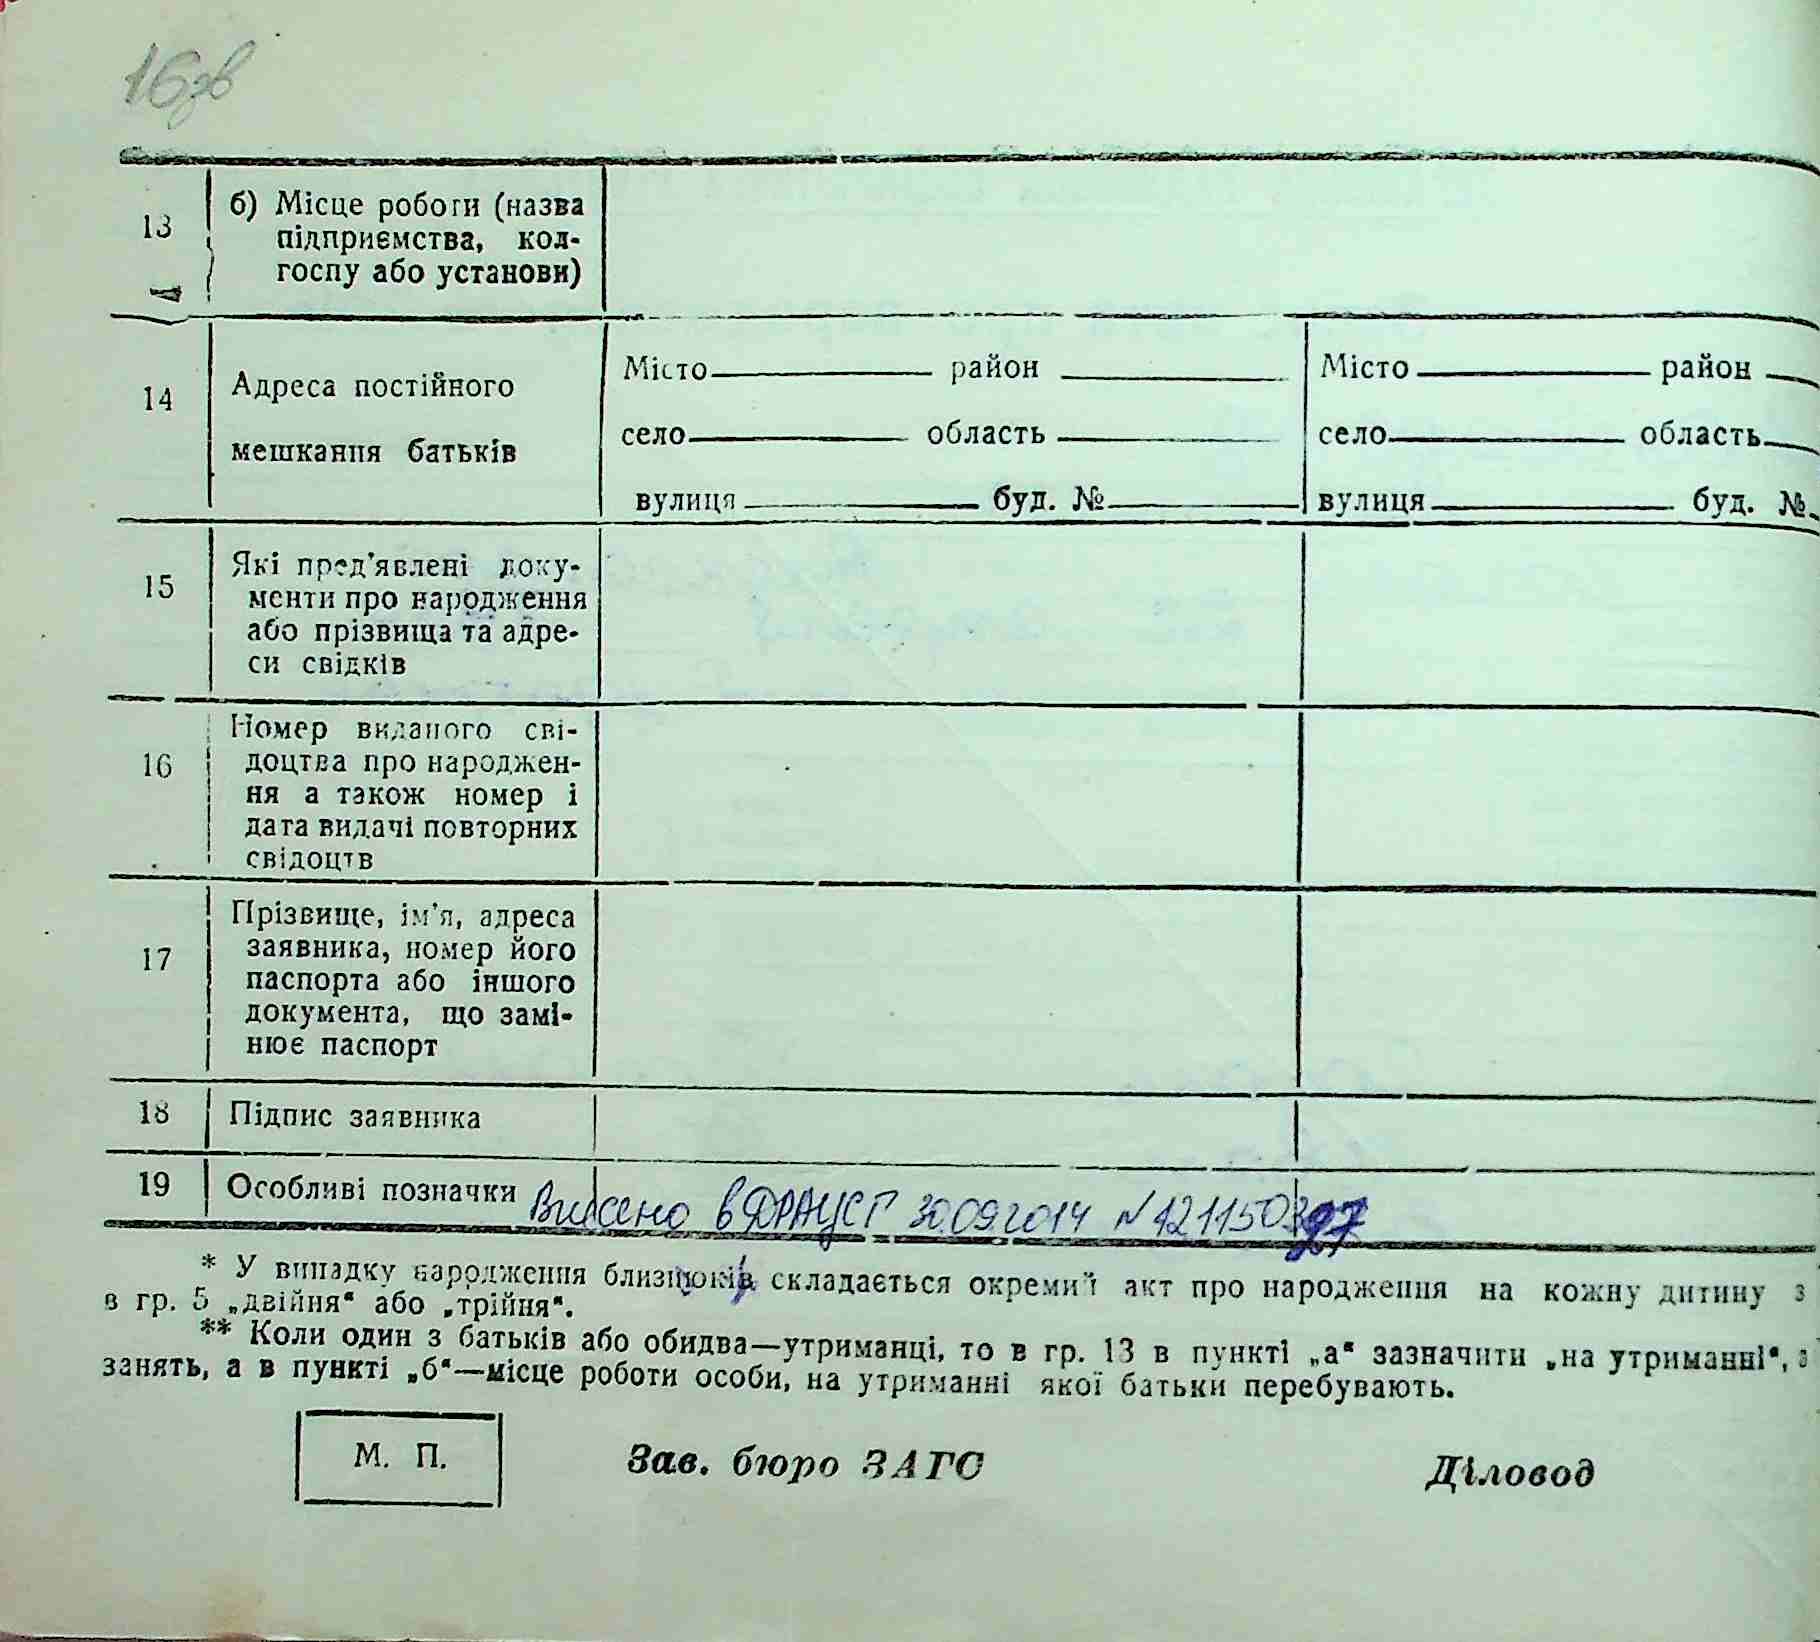 16зв
13 б) Місце роботи (назва
підприємства, кол-
госпу або установи)
14 Адреса постійного
мешкання батьків
Місто район Місто район
село область село область
вулиця буд. № вулиця буд. №
15 Які пред'явлені доку-
менти про народження
або прізвища та адре-
си свідків
16 Номер виданого сві-
доцтва про народжен-
ня а також номер і
дата видачі повторних
свідоцтв
17 Прізвище, ім'я, адреса
заявника, номер його
паспорта або іншого
документа, що замі-
нює паспорт
18 Підпис заявника
19 Особливі позначки Внесено в ДРАЦСГ 30.09.2014 N 121150397
* У випадку народження близнюків складається окремий акт про народження на кожну дитину з
в гр. 5 „двійня“ або „трійня“.
** Коли один з батьків або обидва—утриманці, то в гр. 13 в пункті „а“ зазначити „на утриманні“, з
занять, а в пункті „б“—місце роботи особи, на утриманні якої батьки перебувають.
М. П. Зав. бюро ЗАГС Діловод